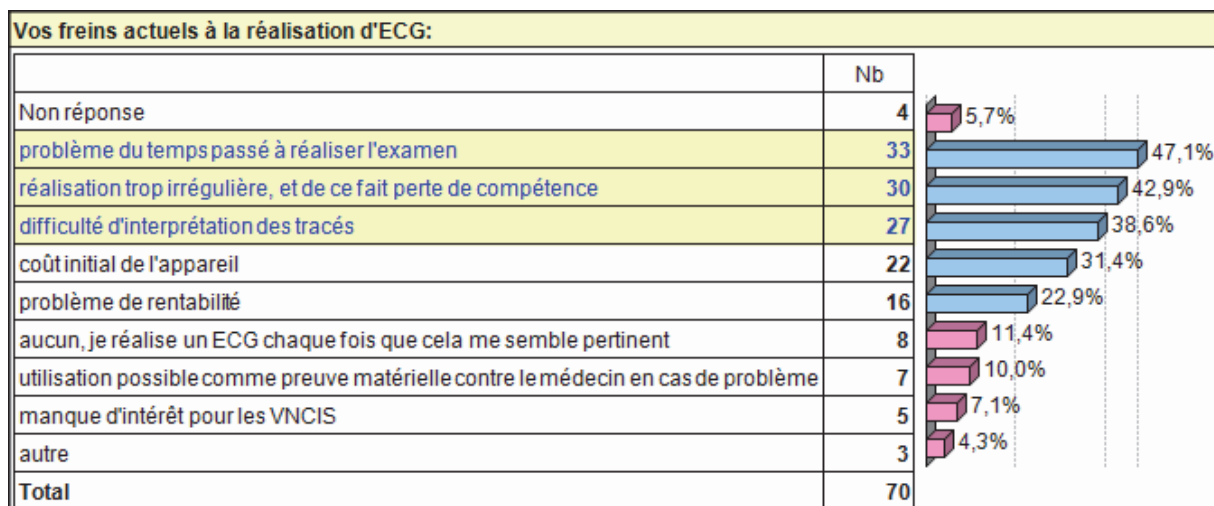 Vos freins actuels à la réalisation d'ECG:
Nb
Non réponse 4 5,7%
problème du temps passé à réaliser l'examen 33 47,1%
réalisation trop irrégulière, et de ce fait perte de compétence 30 42,9%
difficulté d'interprétation des tracés 27 38,6%
coût initial de l'appareil 22 31,4%
problème de rentabilité 16 22,9%
aucun, je réalise un ECG chaque fois que cela me semble pertinent 8 11,4%
utilisation possible comme preuve matérielle contre le médecin en cas de problème 7 10,0%
manque d'intérêt pour les VNCIS 5 7,1%
autre 3 4,3%
Total 70